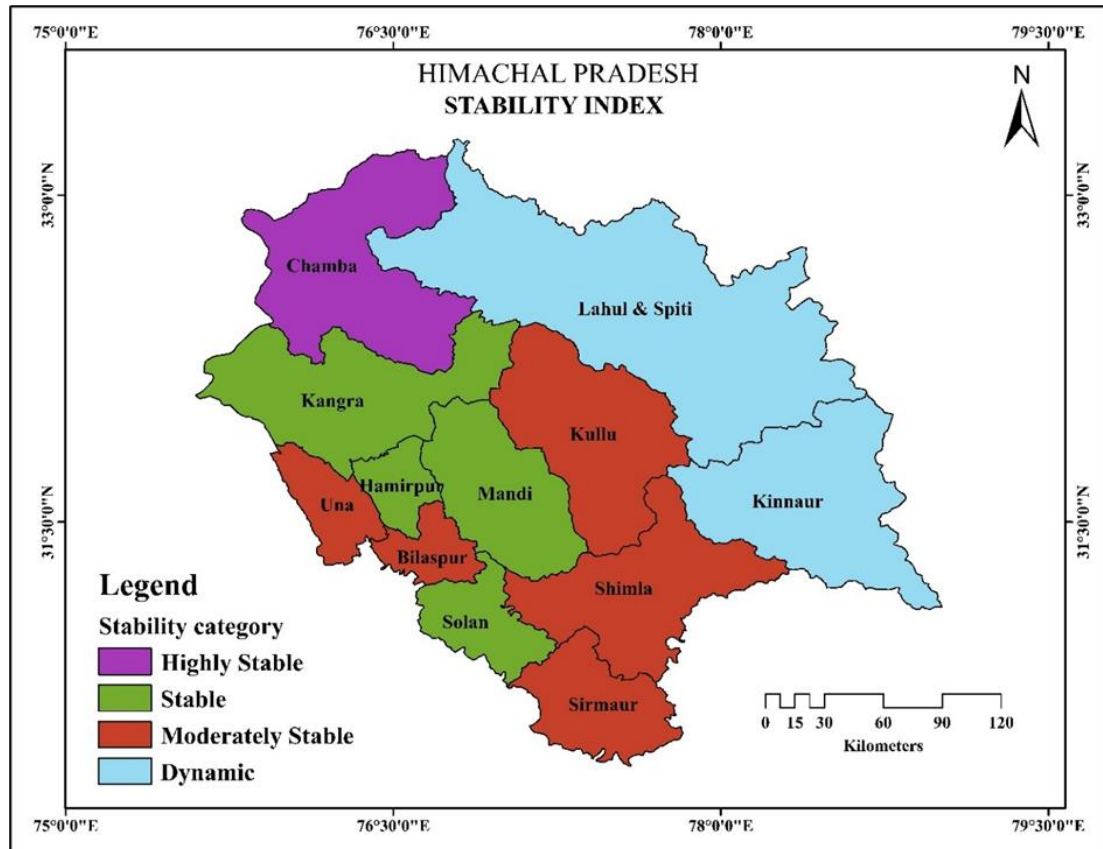 75°0'0"E 76°30'0"E 78°0'0"E 79°30'0"E
HIMACHAL PRADESH
STABILITY INDEX
N
33°0'0"N
33°0'0"N
Chamba
Lahul & Spiti
Kangra
Kullu
Hamirpur
Mandi
Una
Kinnaur
31°30'0"N
31°30'0"N
Bilaspur
Shimla
Solan
Sirmaur
Legend
Stability category
Highly Stable
Stable
Moderately Stable
Dynamic
0 15 30 60 90 120
Kilometers
75°0'0"E 76°30'0"E 78°0'0"E 79°30'0"E